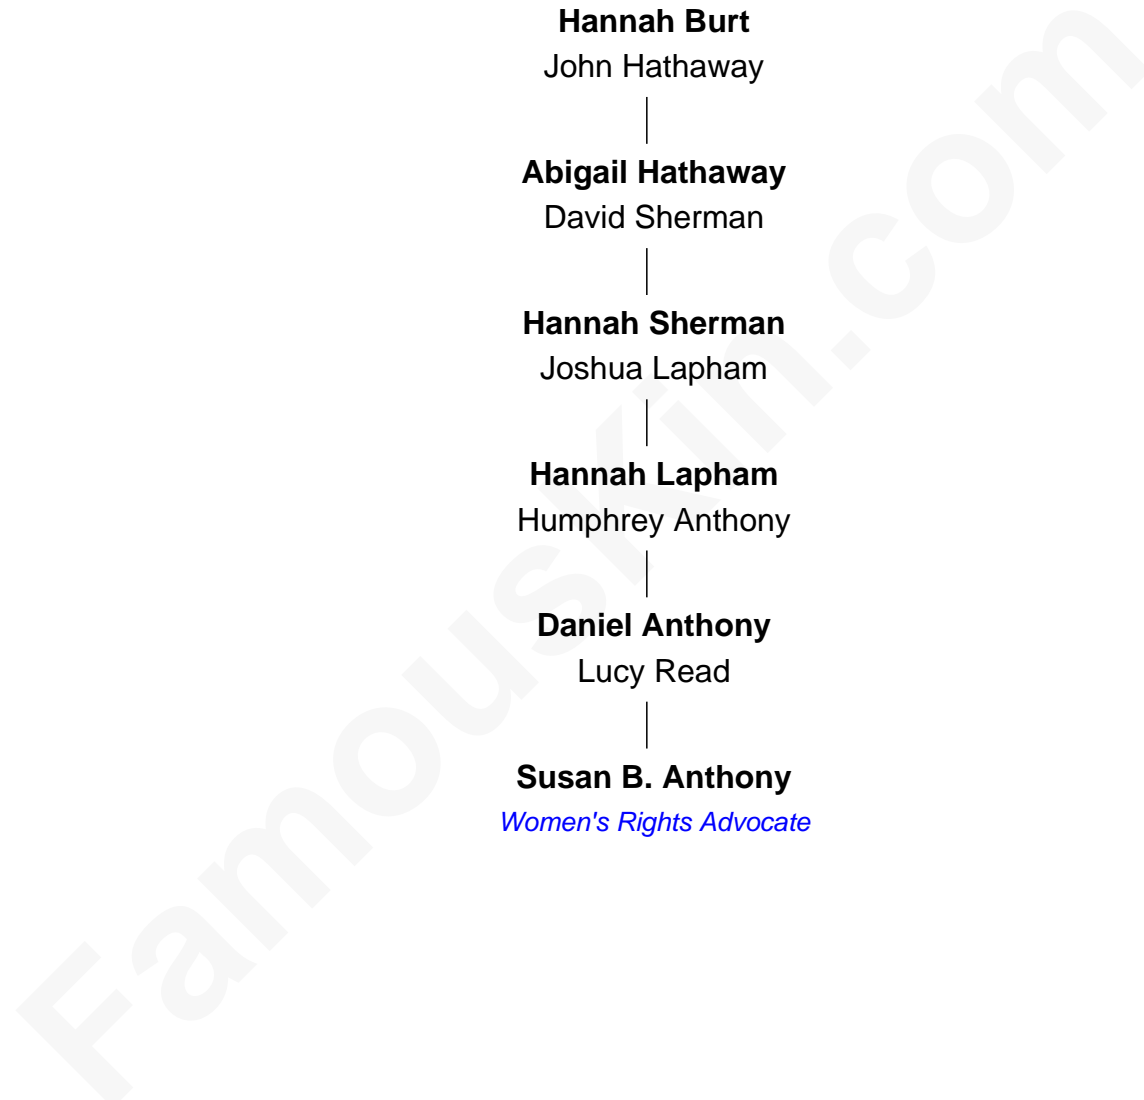 Hannah Burt
John Hathaway
Abigail Hathaway
David Sherman
Hannah Sherman
Joshua Lapham
Hannah Lapham
Humphrey Anthony
Daniel Anthony
Lucy Read
Susan B. Anthony
Women's Rights Advocate
FamousKin.com